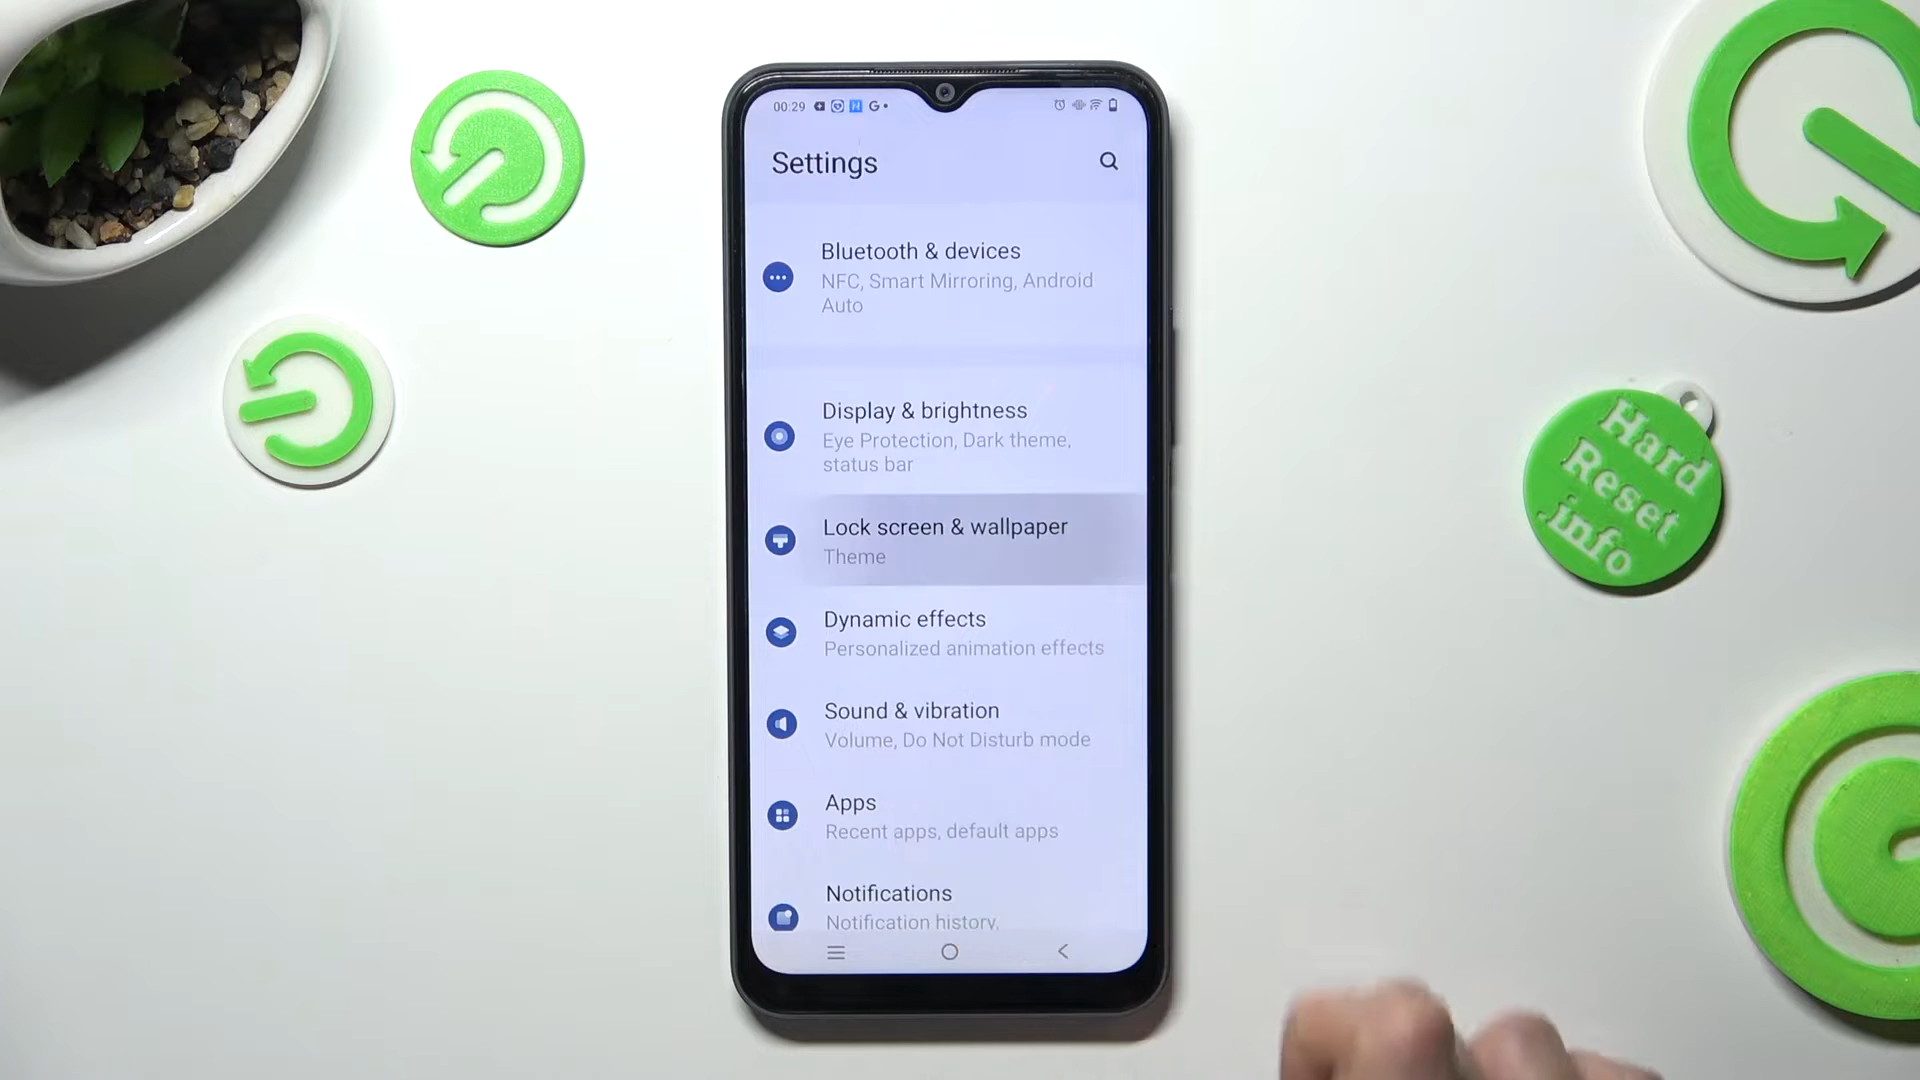 00:29
Settings
Bluetooth & devices
NFC, Smart Mirroring, Android
Auto
Display & brightness
Eye Protection, Dark theme,
status bar
Lock screen & wallpaper
Theme
Dynamic effects
Personalized animation effects
Sound & vibration
Volume, Do Not Disturb mode
Apps
Recent apps, default apps
Notifications
Notification history,
Hard
Reset
.info